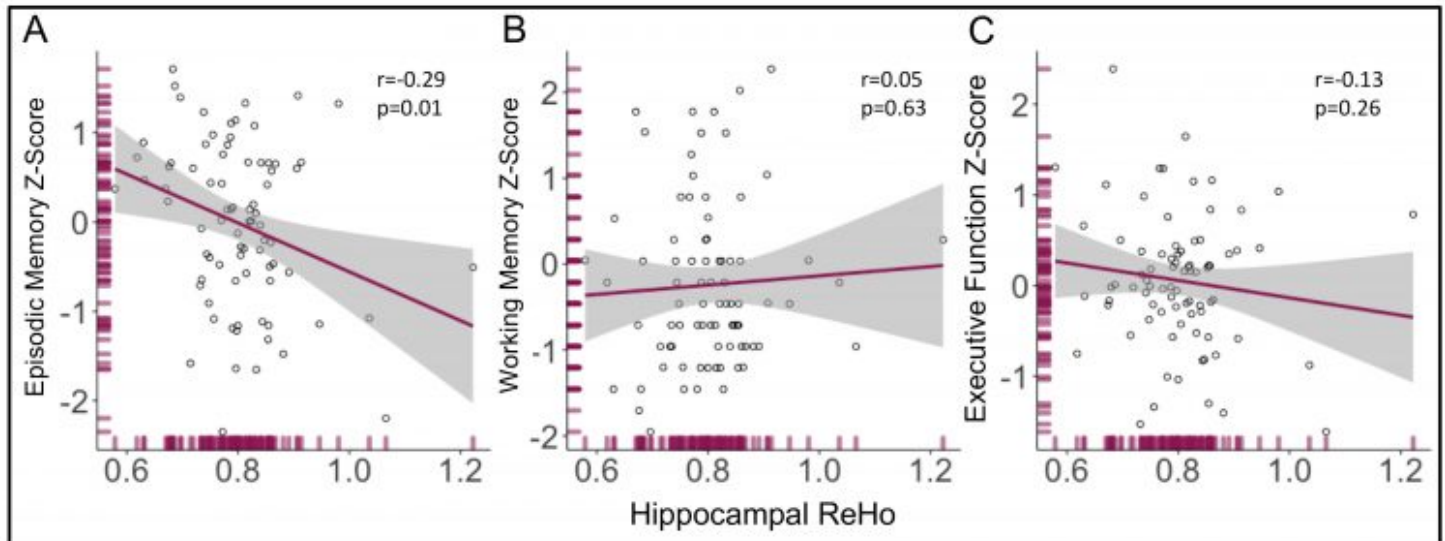 A
B
C
r=-0.29
p=0.01
r=0.05
p=0.63
r=-0.13
p=0.26
Episodic Memory Z-Score
1
0
-1
-2
0.6 0.8 1.0 1.2
Working Memory Z-Score
2
1
0
-1
-2
0.6 0.8 1.0 1.2
Executive Function Z-Score
2
1
0
-1
0.6 0.8 1.0 1.2
Hippocampal ReHo